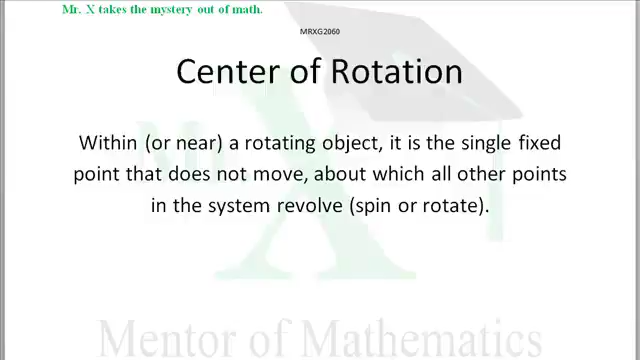 Mr. X takes the mystery out of math.
MRXG2060
Center of Rotation
Within (or near) a rotating object, it is the single fixed
point that does not move, about which all other points
in the system revolve (spin or rotate).
Mr. X
Mentor of Mathematics